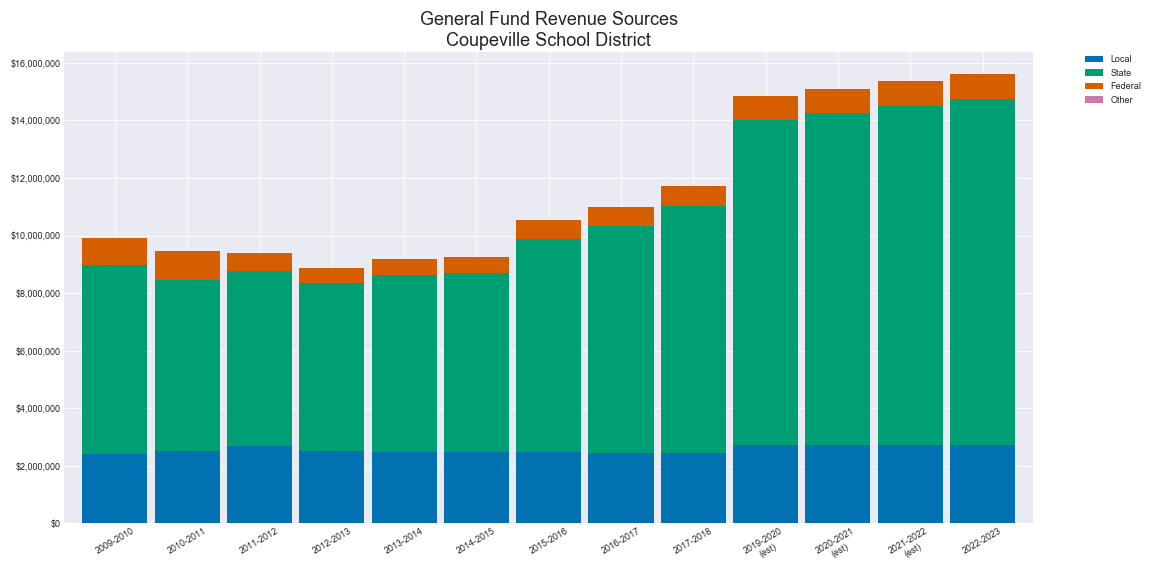 General Fund Revenue Sources
Coupeville School District
$16,000,000
$14,000,000
$12,000,000
$10,000,000
$8,000,000
$6,000,000
$4,000,000
$2,000,000
$0
2009-2010
2010-2011
2011-2012
2012-2013
2013-2014
2014-2015
2015-2016
2016-2017
2017-2018
2019-2020
(est)
2020-2021
(est)
2021-2022
(est)
2022-2023
Local
State
Federal
Other